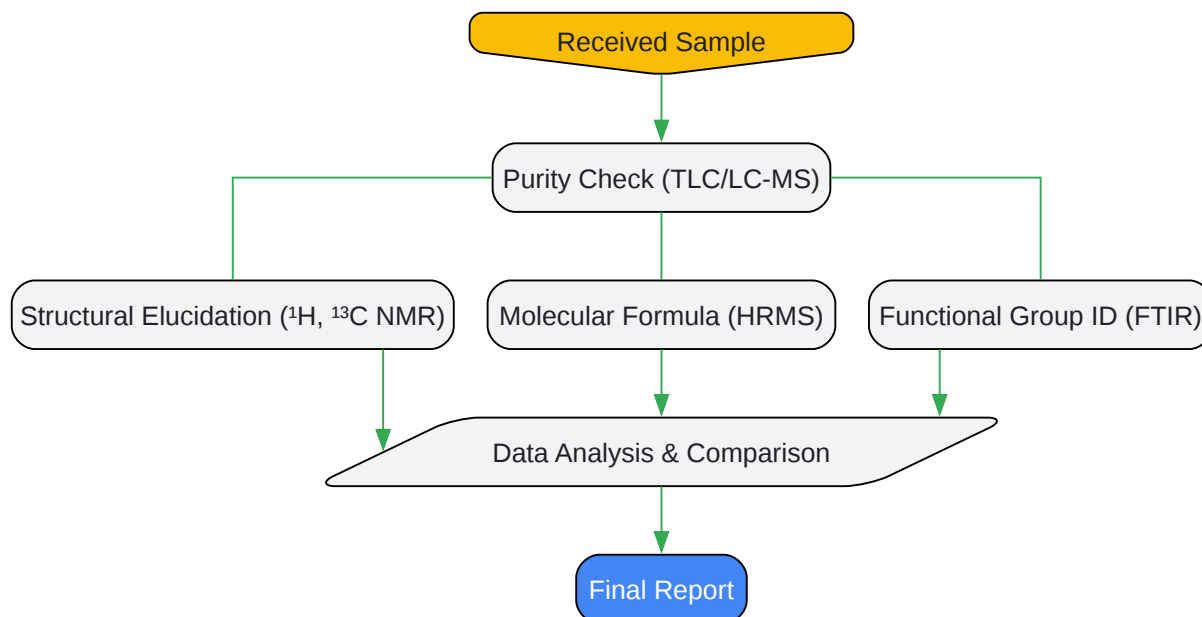 Received Sample
Purity Check (TLC/LC-MS)
Structural Elucidation (¹H, ¹³C NMR)
Molecular Formula (HRMS)
Functional Group ID (FTIR)
Data Analysis & Comparison
Final Report